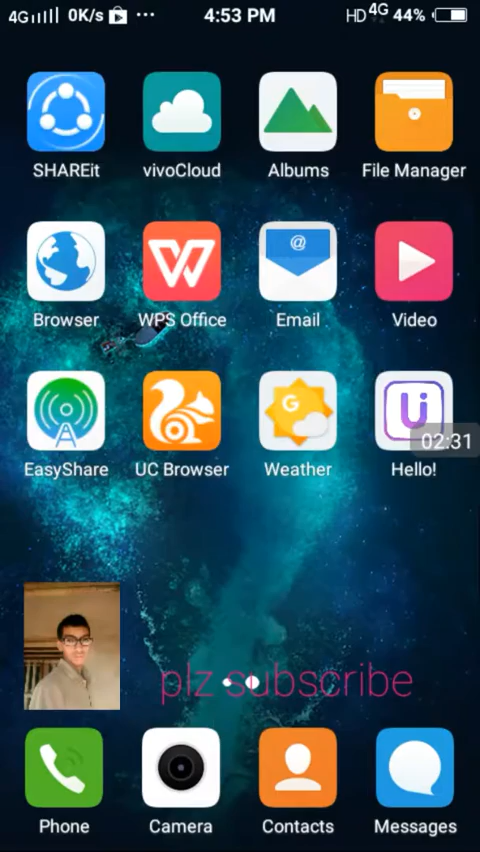 4G 0K/s ... 4:53 PM HD 4G 44%
SHAREit vivoCloud Albums File Manager
@
W
Browser WPS Office Email Video
G Ui
02:31
EasyShare UC Browser Weather Hello!
plz subscribe
Phone Camera Contacts Messages